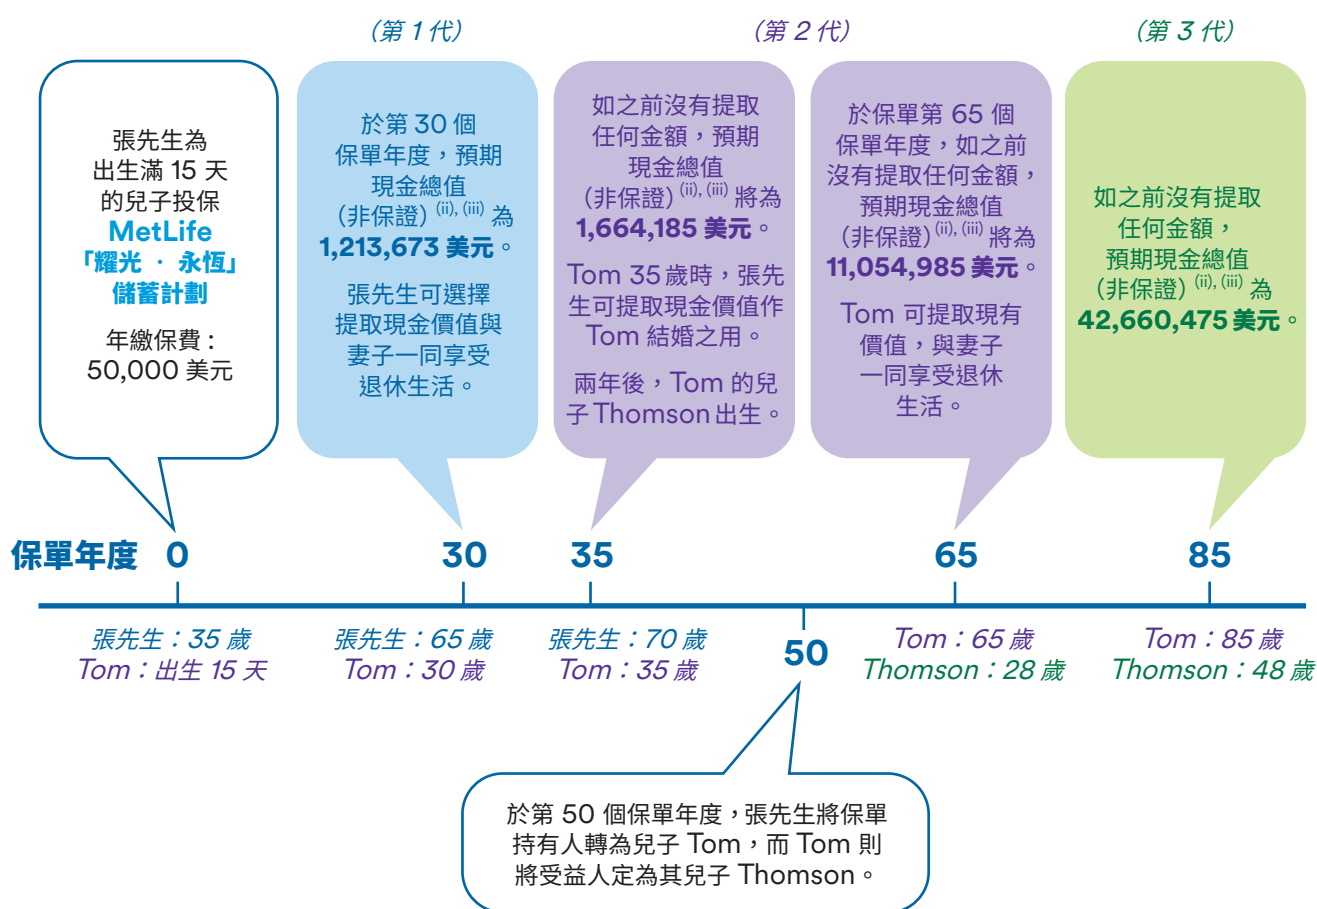 （第 1 代）
（第 2 代）
（第 3 代）
張先生為
出生滿 15 天
的兒子投保
MetLife
「耀光 · 永恆」
儲蓄計劃
年繳保費：
50,000 美元
於第 30 個
保單年度，預期
現金總值
（非保證）(ii), (iii) 為
1,213,673 美元。
張先生可選擇
提取現金價值與
妻子一同享受
退休生活。
如之前沒有提取
任何金額，預期
現金總值
（非保證）(ii), (iii) 將為
1,664,185 美元。
Tom 35 歲時，張先
生可提取現金價值作
Tom 結婚之用。
兩年後，Tom 的兒
子 Thomson 出生。
於保單第 65 個
保單年度，如之前
沒有提取任何金額，
預期現金總值
（非保證）(ii), (iii) 將為
11,054,985 美元。
Tom 可提取現有
價值，與妻子
一同享受退休
生活。
如之前沒有提取
任何金額，
預期現金總值
（非保證）(ii), (iii) 為
42,660,475 美元。
保單年度 0 30 35 65 85
張先生：35 歲
Tom：出生 15 天
張先生：65 歲
Tom：30 歲
張先生：70 歲
Tom：35 歲
50
Tom：65 歲
Thomson：28 歲
Tom：85 歲
Thomson：48 歲
於第 50 個保單年度，張先生將保單
持有人轉為兒子 Tom，而 Tom 則
將受益人定為其兒子 Thomson。